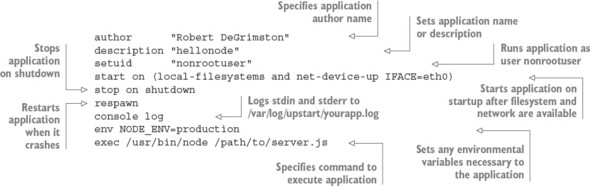 Specifies application
author name
author "Robert DeGrimston"
Sets application name
or description
description "hellonode"
Stops
application
on shutdown
setuid "nonrootuser"
Runs application as
user nonrootuser
start on (local-filesystems and net-device-up IFACE=eth0)
stop on shutdown
Starts application on
startup after filesystem and
network are available
respawn
Restarts
application
when it
crashes
console log
Logs stdin and stderr to
/var/log/upstart/yourapp.log
env NODE_ENV=production
Sets any environmental
variables necessary to
the application
exec /usr/bin/node /path/to/server.js
Specifies command to
execute application